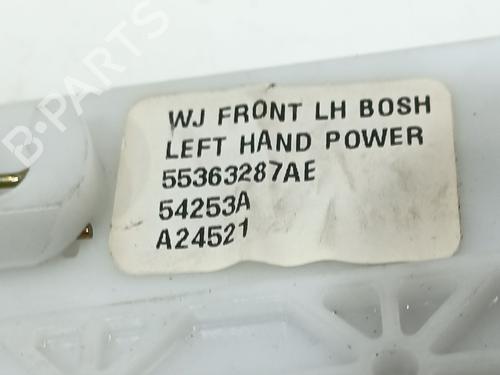 B-PARTS
WJ FRONT LH BOSH
LEFT HAND POWER
55363287AE
54253A
A24521